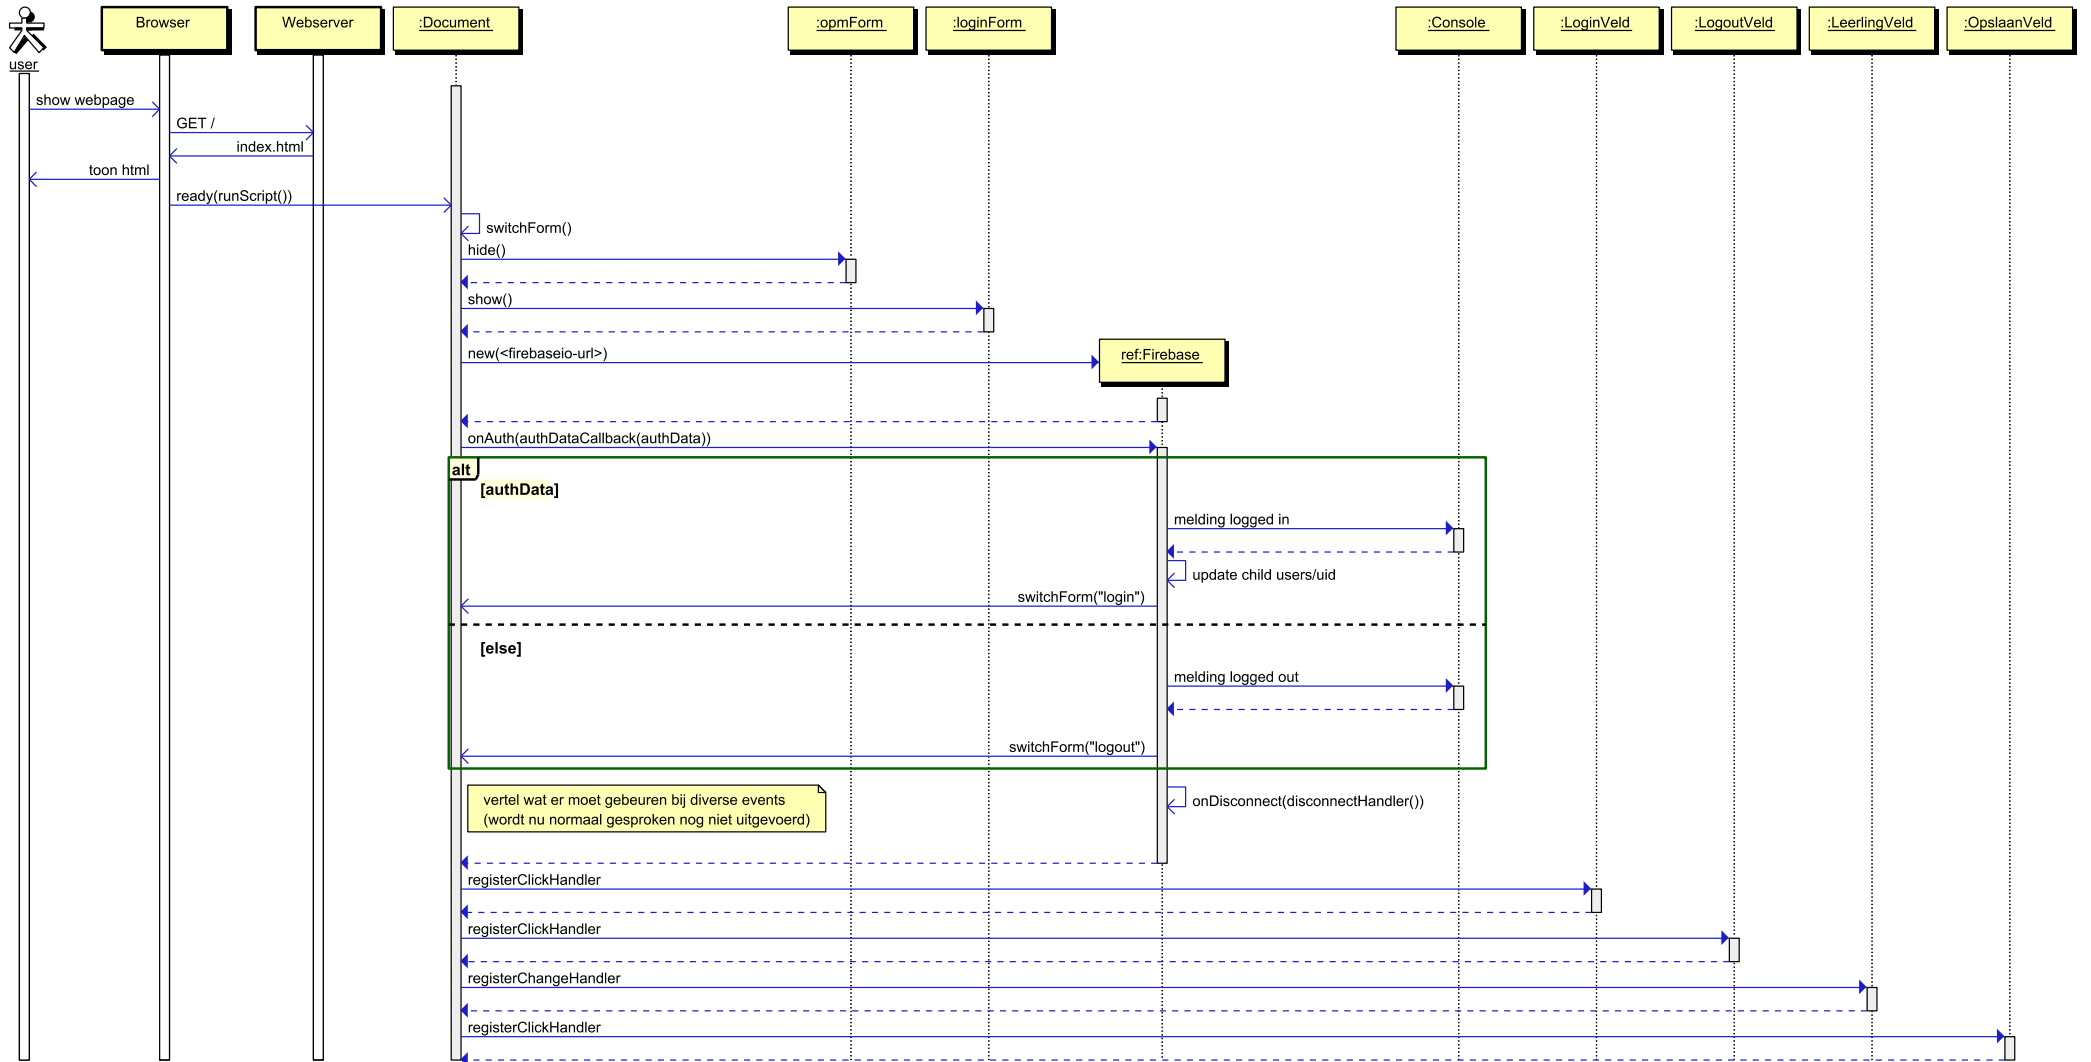 Browser
Webserver
:Document
:opmForm
:loginForm
:Console
:LoginVeld
:LogoutVeld
:LeerlingVeld
:OpslaanVeld
user
show webpage
GET /
index.html
toon html
ready(runScript())
switchForm()
hide()
show()
new(<firebaseio-url>)
ref:Firebase
onAuth(authDataCallback(authData))
alt
[authData]
melding logged in
update child users/uid
switchForm("login")
[else]
melding logged out
switchForm("logout")
vertel wat er moet gebeuren bij diverse events
(wordt nu normaal gesproken nog niet uitgevoerd)
onDisconnect(disconnectHandler())
registerClickHandler
registerClickHandler
registerChangeHandler
registerClickHandler